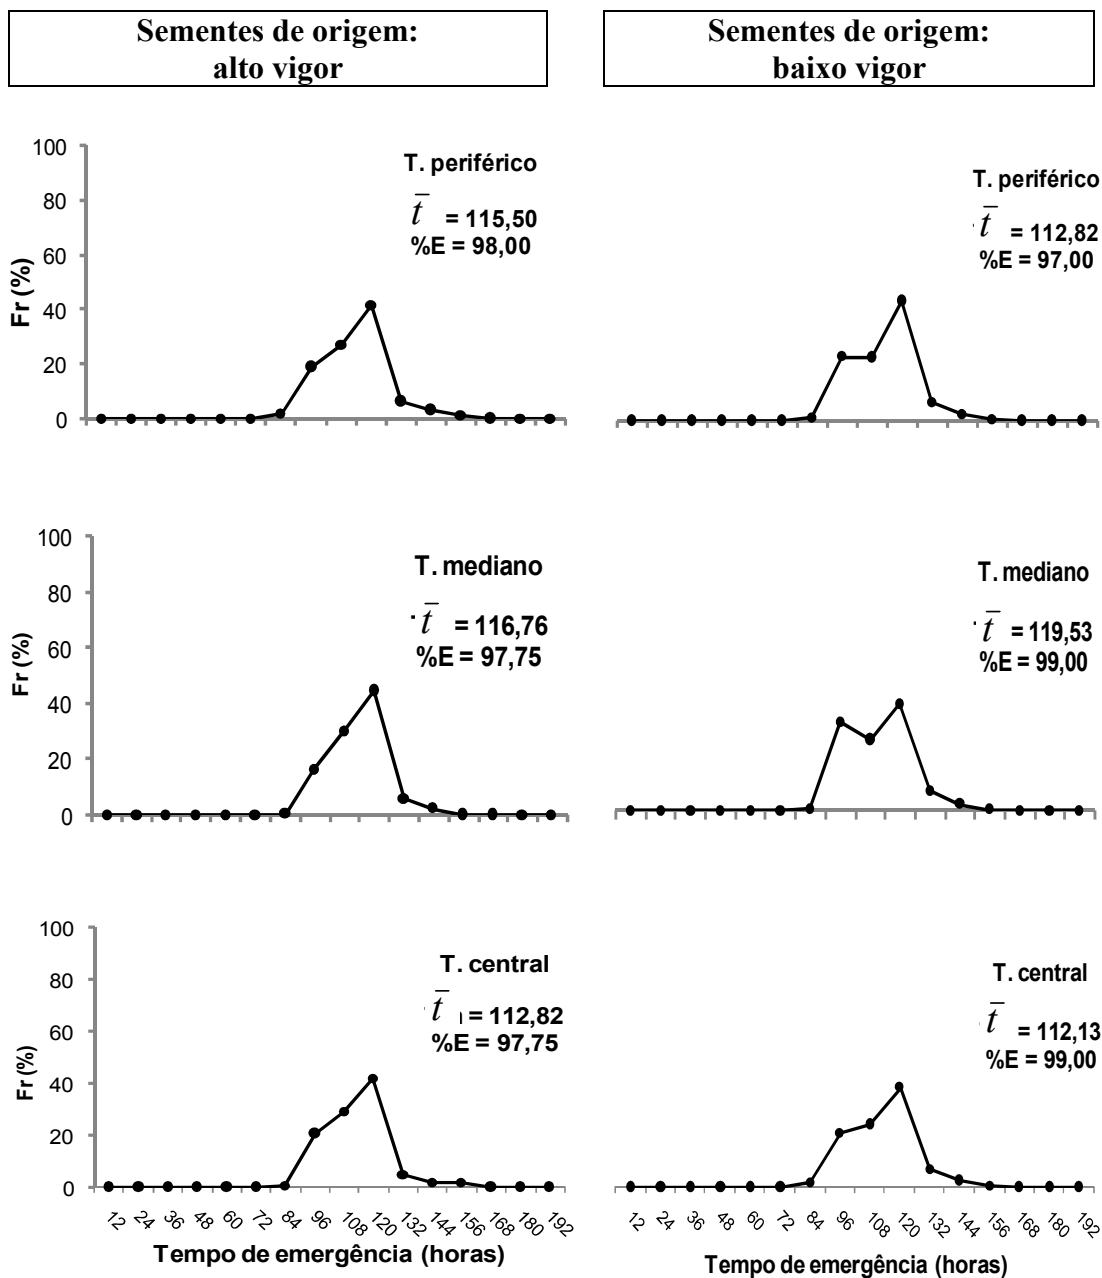 Sementes de origem:
alto vigor
Sementes de origem:
baixo vigor
100
80
60
40
20
0
Fr (%)
T. periférico
t̅ = 115,50
%E = 98,00
T. periférico
t̅ = 112,82
%E = 97,00
100
80
60
40
20
0
Fr (%)
T. mediano
t̅ = 116,76
%E = 97,75
T. mediano
t̅ = 119,53
%E = 99,00
100
80
60
40
20
0
Fr (%)
T. central
t̅ = 112,82
%E = 97,75
T. central
t̅ = 112,13
%E = 99,00
12 24 36 48 60 72 84 96 108 120 132 144 156 168 180 192
Tempo de emergência (horas)
12 24 36 48 60 72 84 96 108 120 132 144 156 168 180 192
Tempo de emergência (horas)